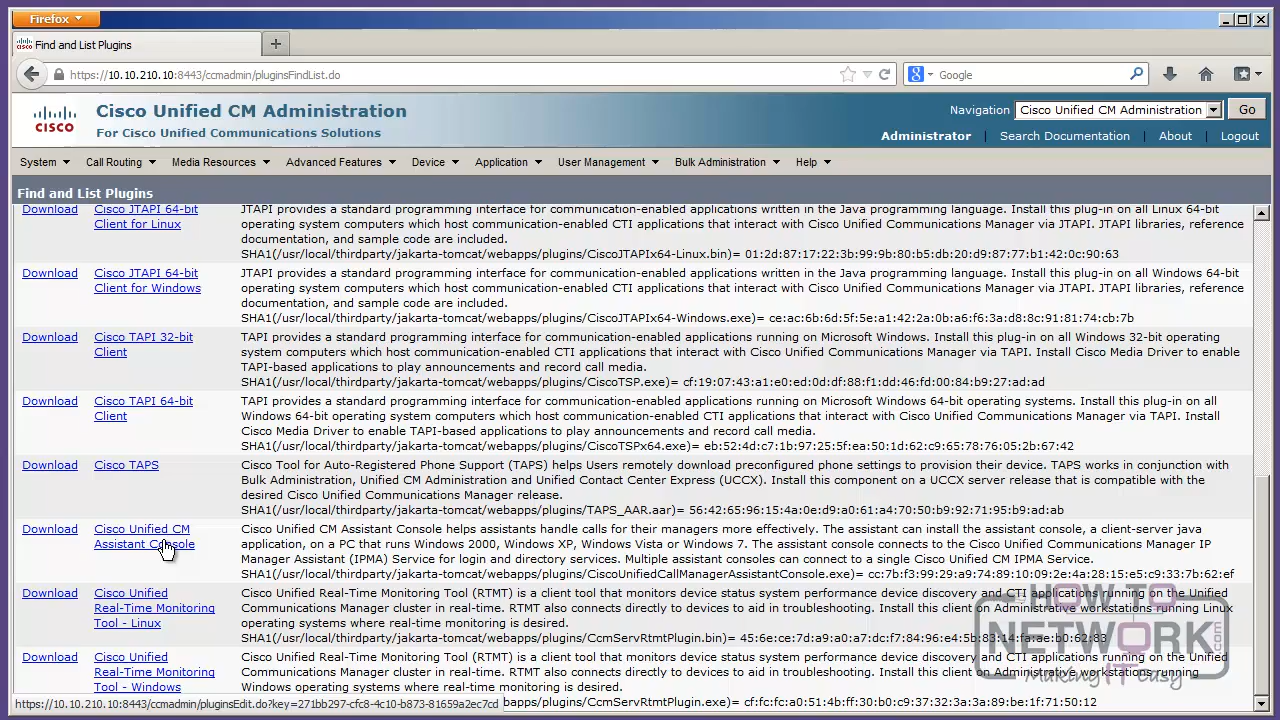 Firefox
Find and List Plugins
https://10.10.210.10:8443/ccmadmin/pluginsFindList.do
Google
CISCO
Cisco Unified CM Administration
For Cisco Unified Communications Solutions
Navigation Cisco Unified CM Administration Go
Administrator | Search Documentation | About | Logout
System Call Routing Media Resources Advanced Features Device Application User Management Bulk Administration Help
Find and List Plugins
Download Cisco JTAPI 64-bit Client for Linux
JTAPI provides a standard programming interface for communication-enabled applications written in the Java programming language. Install this plug-in on all Linux 64-bit
operating system computers which host communication-enabled CTI applications that interact with Cisco Unified Communications Manager via JTAPI. JTAPI libraries, reference
documentation, and sample code are included.
SHA1(/usr/local/thirdparty/jakarta-tomcat/webapps/plugins/CiscoJTAPIx64-Linux.bin)= 01:2d:87:17:22:3b:99:9b:80:b5:db:20:d9:87:77:b1:42:0c:90:63
Download Cisco JTAPI 64-bit Client for Windows
JTAPI provides a standard programming interface for communication-enabled applications written in the Java programming language. Install this plug-in on all Windows 64-bit
operating system computers which host communication-enabled CTI applications that interact with Cisco Unified Communications Manager via JTAPI. JTAPI libraries, reference
documentation, and sample code are included.
SHA1(/usr/local/thirdparty/jakarta-tomcat/webapps/plugins/CiscoJTAPIx64-Windows.exe)= ce:ac:6b:6d:5f:5e:a1:42:2a:0b:a6:f6:3a:d8:8c:91:81:74:cb:7b
Download Cisco TAPI 32-bit Client
TAPI provides a standard programming interface for communication-enabled applications running on Microsoft Windows. Install this plug-in on all Windows 32-bit operating
system computers which host communication-enabled CTI applications that interact with Cisco Unified Communications Manager via TAPI. Install Cisco Media Driver to enable
TAPI-based applications to play announcements and record call media.
SHA1(/usr/local/thirdparty/jakarta-tomcat/webapps/plugins/CiscoTSP.exe)= cf:19:07:43:a1:e0:ed:0d:df:88:f1:dd:46:fd:00:84:b9:27:ad:ad
Download Cisco TAPI 64-bit Client
TAPI provides a standard programming interface for communication-enabled applications running on Microsoft Windows 64-bit operating systems. Install this plug-in on all
Windows 64-bit operating system computers which host communication-enabled CTI applications that interact with Cisco Unified Communications Manager via TAPI. Install
Cisco Media Driver to enable TAPI-based applications to play announcements and record call media.
SHA1(/usr/local/thirdparty/jakarta-tomcat/webapps/plugins/CiscoTSPx64.exe)= eb:52:4d:c7:1b:97:25:5f:ea:50:1d:62:c9:65:78:76:05:2b:67:42
Download Cisco TAPS
Cisco Tool for Auto-Registered Phone Support (TAPS) helps Users remotely download preconfigured phone settings to provision their device. TAPS works in conjunction with
Bulk Administration, Unified CM Administration and Unified Contact Center Express (UCCX). Install this component on a UCCX server release that is compatible with the
desired Cisco Unified Communications Manager release.
SHA1(/usr/local/thirdparty/jakarta-tomcat/webapps/plugins/TAPS_AAR.aar)= 56:42:65:96:15:4a:0e:d9:a0:61:a4:70:50:b9:92:71:95:b9:ad:ab
Download Cisco Unified CM Assistant Console
Cisco Unified CM Assistant Console helps assistants handle calls for their managers more effectively. The assistant can install the assistant console, a client-server java
application, on a PC that runs Windows 2000, Windows XP, Windows Vista or Windows 7. The assistant console connects to the Cisco Unified Communications Manager IP
Manager Assistant (IPMA) Service for login and directory services. Multiple assistant consoles can connect to a single Cisco Unified CM IPMA Service.
SHA1(/usr/local/thirdparty/jakarta-tomcat/webapps/plugins/CiscoUnifiedCallManagerAssistantConsole.exe)= cc:7b:f3:99:29:a9:74:89:10:09:2e:4a:28:15:e5:c9:33:7b:62:ef
Download Cisco Unified Real-Time Monitoring Tool - Linux
Cisco Unified Real-Time Monitoring Tool (RTMT) is a client tool that monitors device status system performance device discovery and CTI applications running on the Unified
Communications Manager cluster in real-time. RTMT also connects directly to devices to aid in troubleshooting. Install this client on Administrative workstations running Linux
operating systems where real-time monitoring is desired.
SHA1(/usr/local/thirdparty/jakarta-tomcat/webapps/plugins/CcmServRtmtPlugin.bin)= 45:6e:ce:7d:a9:a0:a7:dc:f7:84:96:e4:5b:83:14:fa:ae:b0:62:83
Download Cisco Unified Real-Time Monitoring Tool - Windows
Cisco Unified Real-Time Monitoring Tool (RTMT) is a client tool that monitors device status system performance device discovery and CTI applications running on the Unified
Communications Manager cluster in real-time. RTMT also connects directly to devices to aid in troubleshooting. Install this client on Administrative workstations running
Windows operating systems where real-time monitoring is desired.
https://10.10.210.10:8443/ccmadmin/pluginsEdit.do?key=271bb297-cfc8-4c10-b873-81659a2ec7cd
pps/plugins/CcmServRtmtPlugin.exe)= cf:fc:fc:a0:51:4b:ff:30:b0:c9:37:32:3a:3a:89:be:1f:71:50:12
HOW TO
NETWORK.com
making IT easy